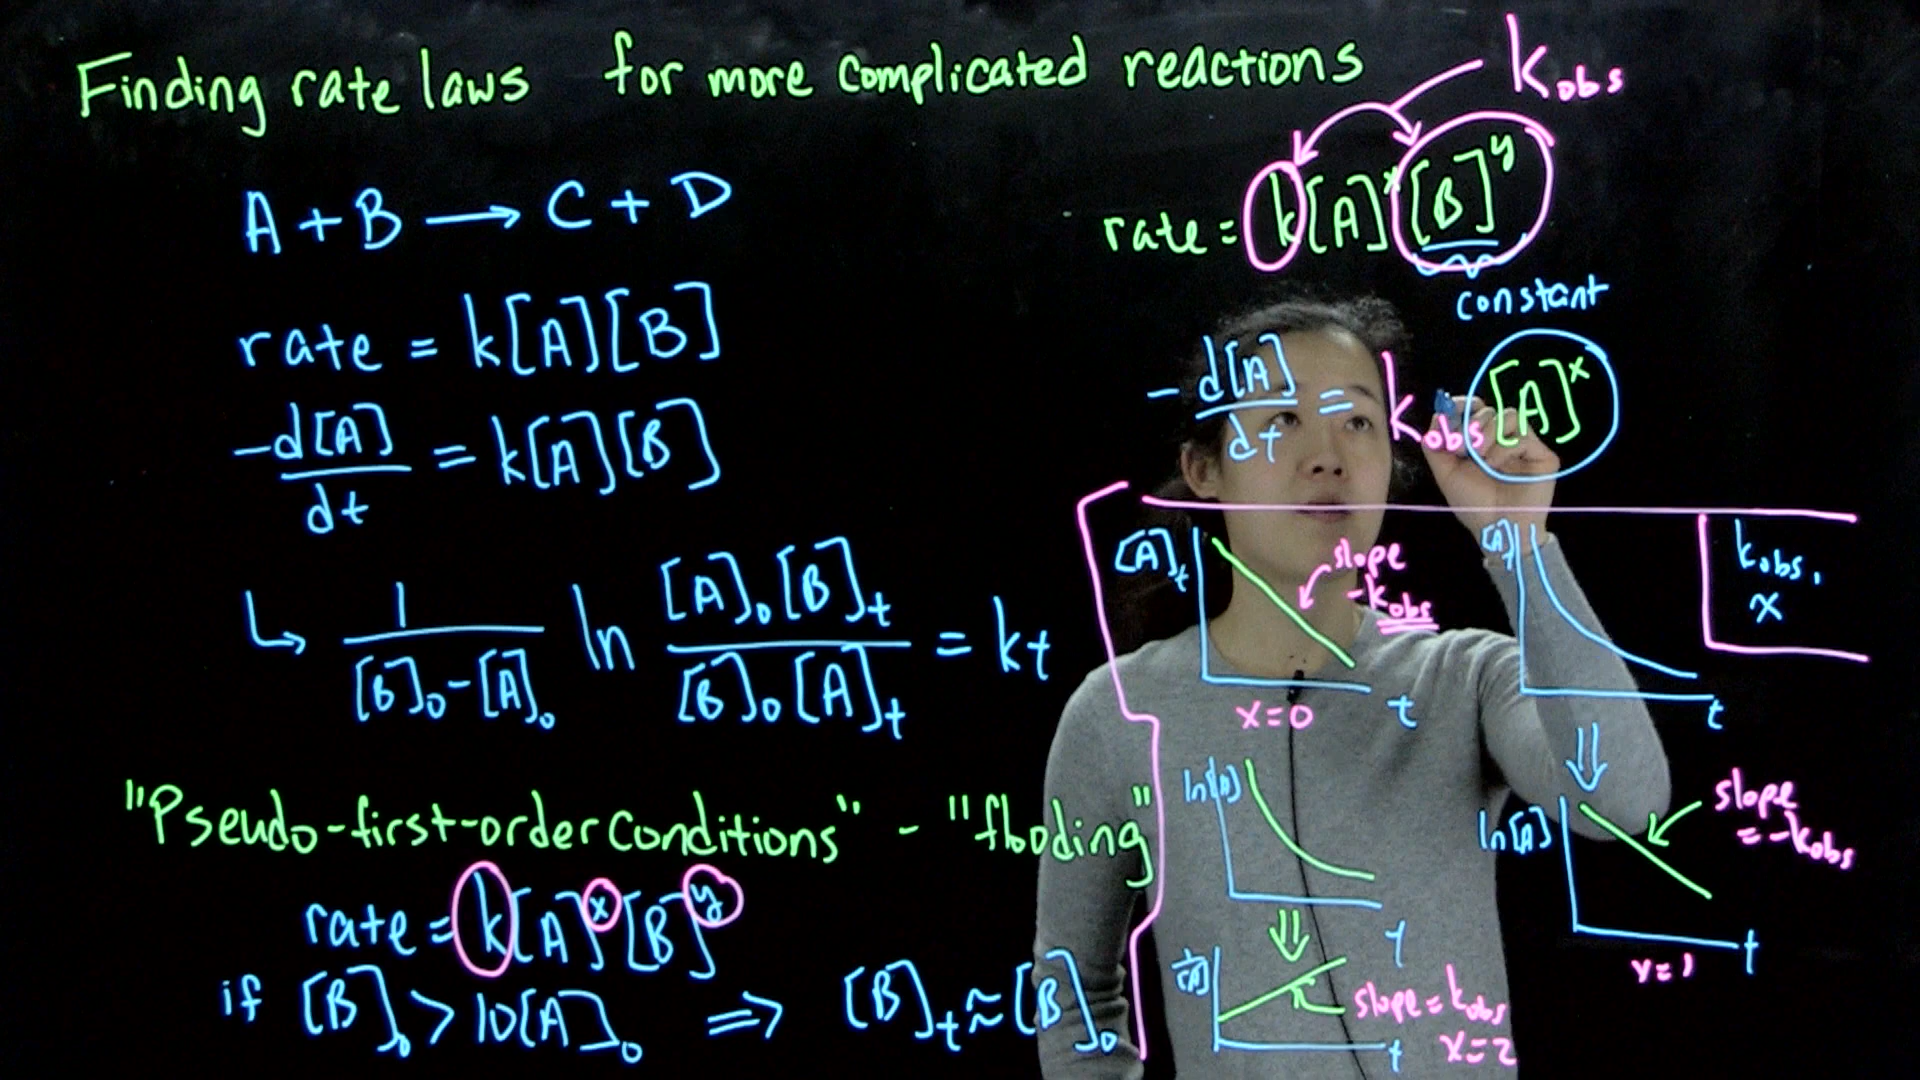 Finding rate laws for more complicated reactions
A + B → C + D
rate = k[A][B]
-d[A]/dt = k[A][B]
↳ 1/([B]₀-[A]₀) ln [A]₀[B]ₜ/[B]₀[A]ₜ = kt
"Pseudo-first-order conditions" - "flooding"
rate = k[A]ˣ[B]ʸ
if [B]₀ > 10[A]₀ ⇒ [B]ₜ ≈ [B]₀
kobs
rate = k[A]ˣ[B]ʸ
constant
-d[A]/dt = kobs [A]ˣ
[A]ₜ
slope
-kobs
t
x=0
[A]
t
kobs,
x
ln[A]
t
1/[A]
slope = kobs
t
x=2
ln[A]
slope
= -kobs
t
x=1